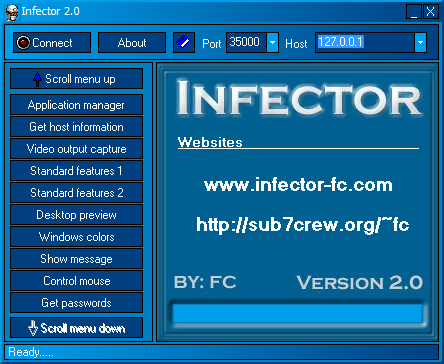 Infector 2.0
Connect About Port 35000 Host 127.0.0.1
Scroll menu up
Application manager
Get host information
Video output capture
Standard features 1
Standard features 2
Desktop preview
Windows colors
Show message
Control mouse
Get passwords
Scroll menu down
INFECTOR
Websites
www.infector-fc.com
http://sub7crew.org/~fc
BY: FC VERSION 2.0
Ready.....